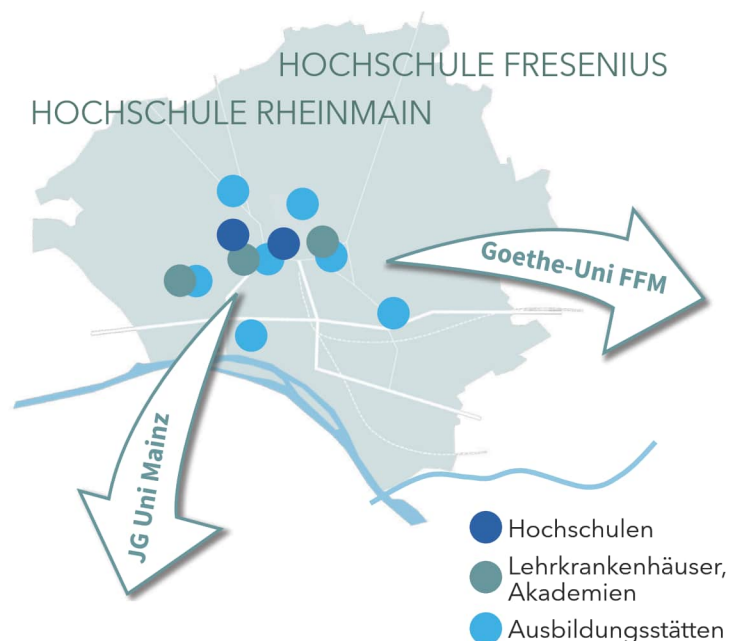 HOCHSCHULE FRESENIUS
HOCHSCHULE RHEINMAIN
Goethe-Uni FFM
JG Uni Mainz
Hochschulen
Lehrkrankenhäuser,
Akademien
Ausbildungsstätten